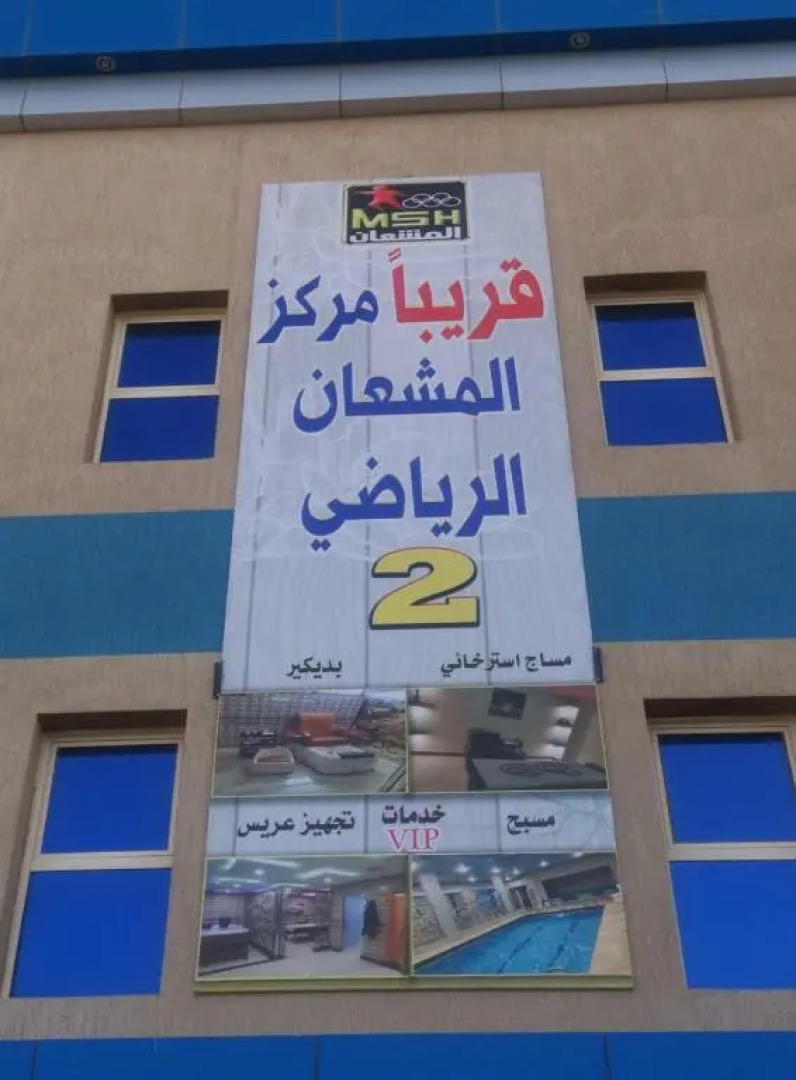 MSH
المشعان
قريباً مركز
المشعان
الرياضي
2
مساج استرخائي بديكير
مسبح خدمات تجهيز عريس
VIP